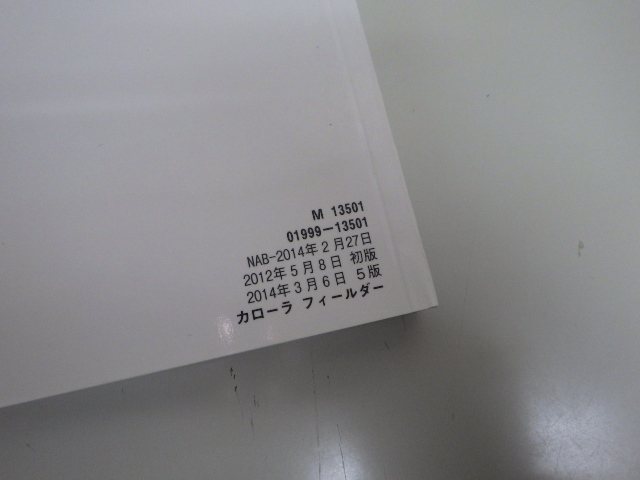 M 13501
01999-13501
NAB-2014年2月27日
2012年5月8日 初版
2014年3月6日 5版
カローラ フィールダー